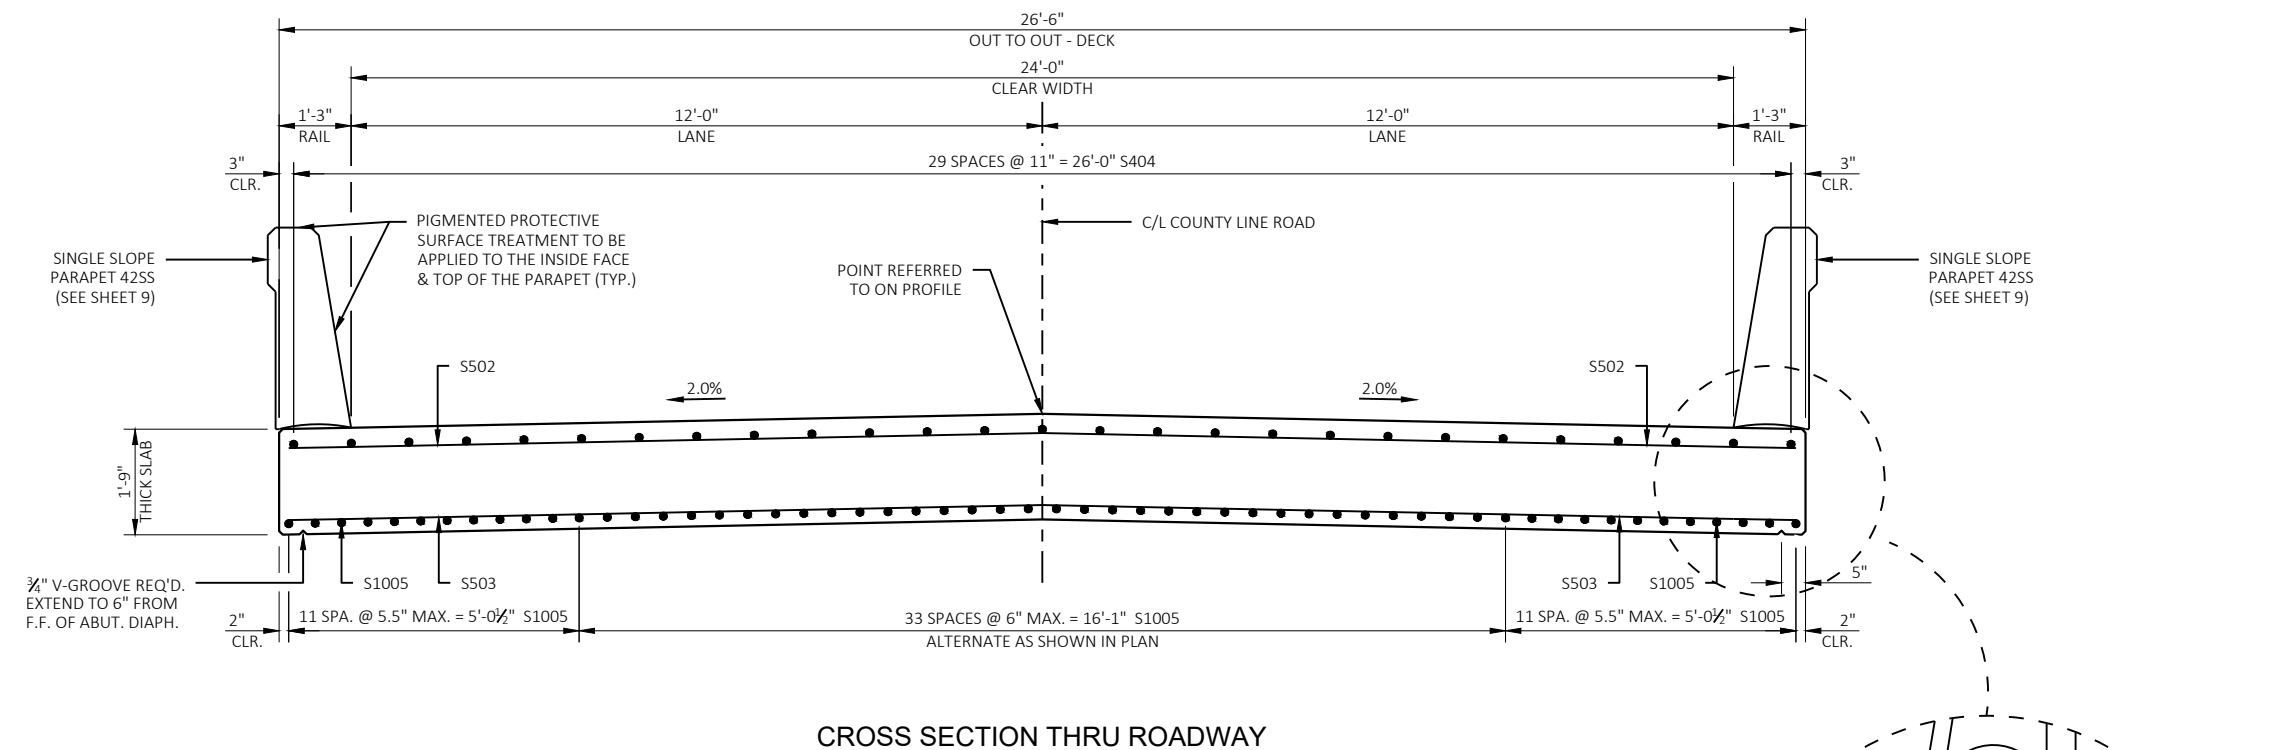 26'-6"
OUT TO OUT - DECK
24'-0"
CLEAR WIDTH
1'-3"
RAIL
12'-0"
LANE
12'-0"
LANE
1'-3"
RAIL
3"
CLR.
29 SPACES @ 11" = 26'-0" S404
3"
CLR.
PIGMENTED PROTECTIVE
SURFACE TREATMENT TO BE
APPLIED TO THE INSIDE FACE
& TOP OF THE PARAPET (TYP.)
C/L COUNTY LINE ROAD
SINGLE SLOPE
PARAPET 42SS
(SEE SHEET 9)
POINT REFERRED
TO ON PROFILE
SINGLE SLOPE
PARAPET 42SS
(SEE SHEET 9)
S502
S502
2.0%
2.0%
1'-9"
THICK SLAB
¾" V-GROOVE REQ'D.
EXTEND TO 6" FROM
F.F. OF ABUT. DIAPH.
S1005
S503
S503
S1005
5"
2"
CLR.
11 SPA. @ 5.5" MAX. = 5'-0½" S1005
33 SPACES @ 6" MAX. = 16'-1" S1005
ALTERNATE AS SHOWN IN PLAN
11 SPA. @ 5.5" MAX. = 5'-0½" S1005
2"
CLR.
CROSS SECTION THRU ROADWAY